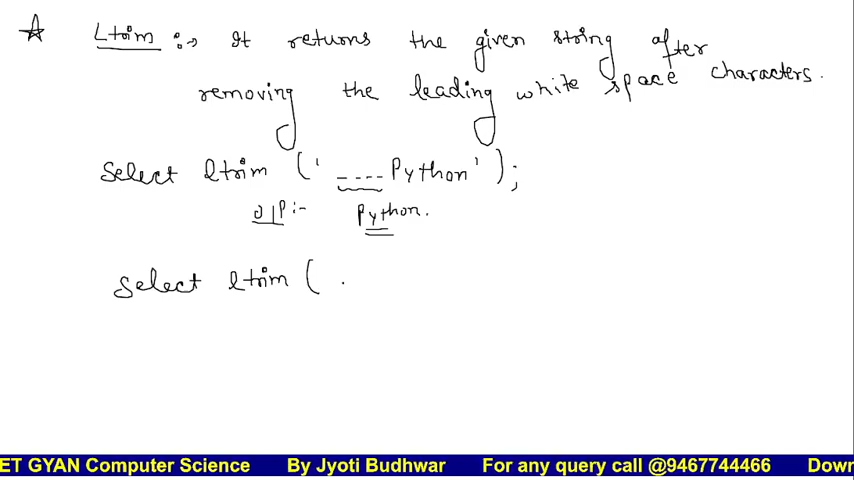 ☆ Ltrim :→ It returns the given string after
removing the leading white space characters.
Select ltrim (' ----Python' );
O|P:- Python.
Select ltrim ( .
ET GYAN Computer Science By Jyoti Budhwar For any query call @9467744466 Down